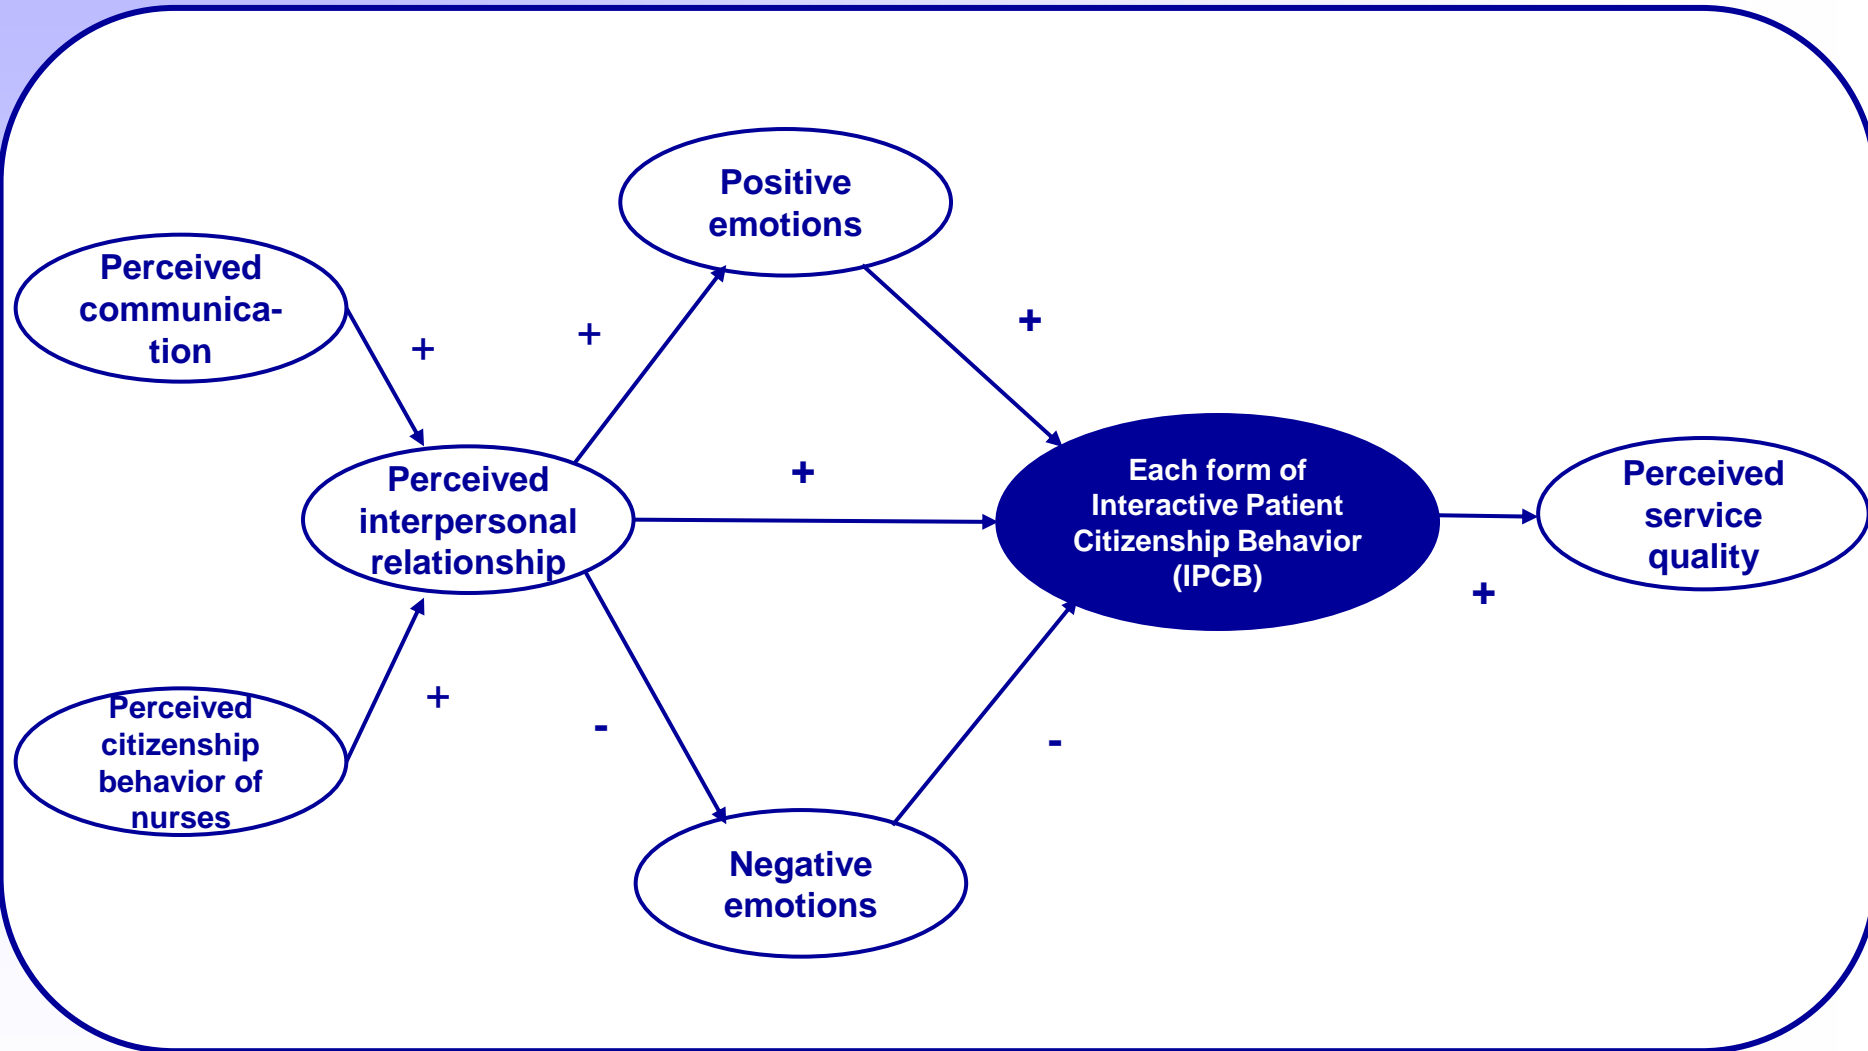 Positive
emotions
Perceived
communica-
tion
+
+
+
Perceived
interpersonal
relationship
+
Each form of
Interactive Patient
Citizenship Behavior
(IPCB)
Perceived
service
quality
+
Perceived
citizenship
behavior of
nurses
+
-
-
Negative
emotions